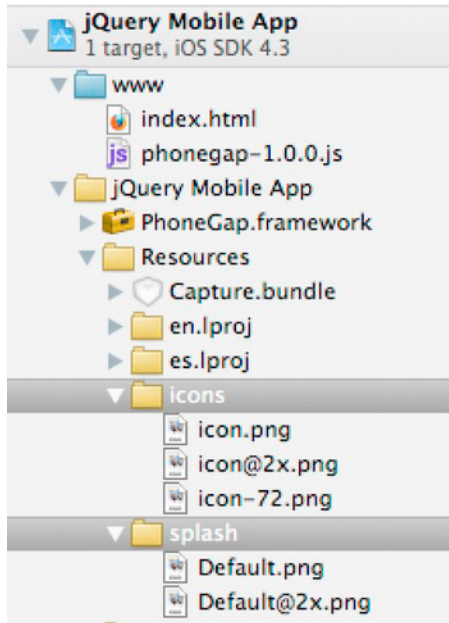 jQuery Mobile App
1 target, iOS SDK 4.3
www
index.html
js phonegap-1.0.0.js
jQuery Mobile App
PhoneGap.framework
Resources
Capture.bundle
en.lproj
es.lproj
icons
icon.png
icon@2x.png
icon-72.png
splash
Default.png
Default@2x.png